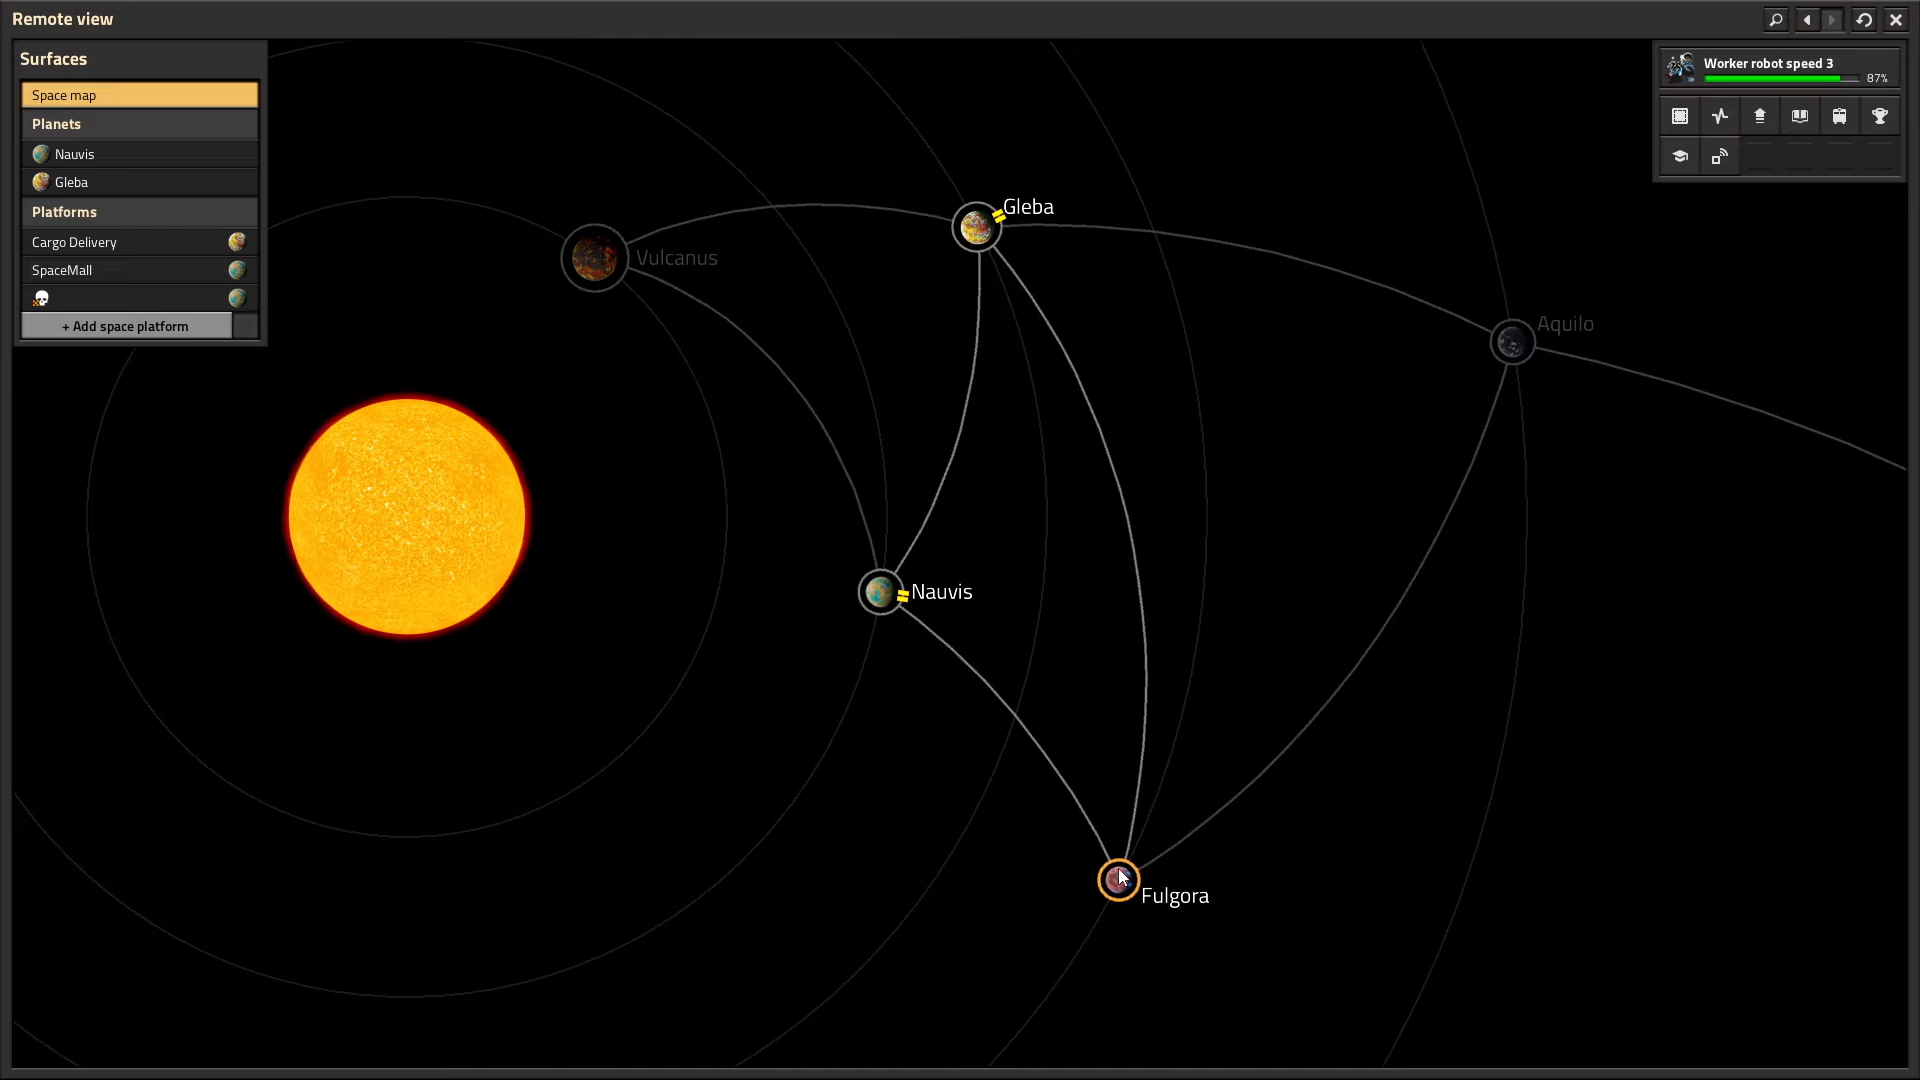 Remote view
Surfaces
Space map
Planets
Nauvis
Gleba
Platforms
Cargo Delivery
SpaceMall
+ Add space platform
Worker robot speed 3
87%
Gleba
Vulcanus
Aquilo
Nauvis
Fulgora